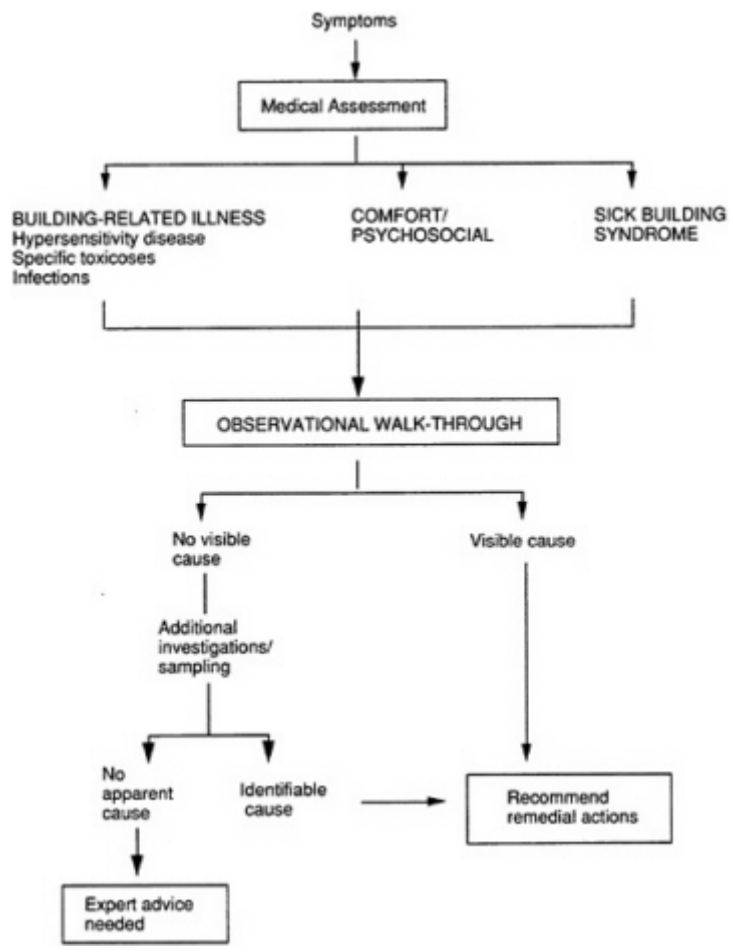 Symptoms
Medical Assessment
BUILDING-RELATED ILLNESS
Hypersensitivity disease
Specific toxicoses
Infections
COMFORT/
PSYCHOSOCIAL
SICK BUILDING
SYNDROME
OBSERVATIONAL WALK-THROUGH
No visible
cause
Visible cause
Additional
investigations/
sampling
No
apparent
cause
Identifiable
cause
Recommend
remedial actions
Expert advice
needed